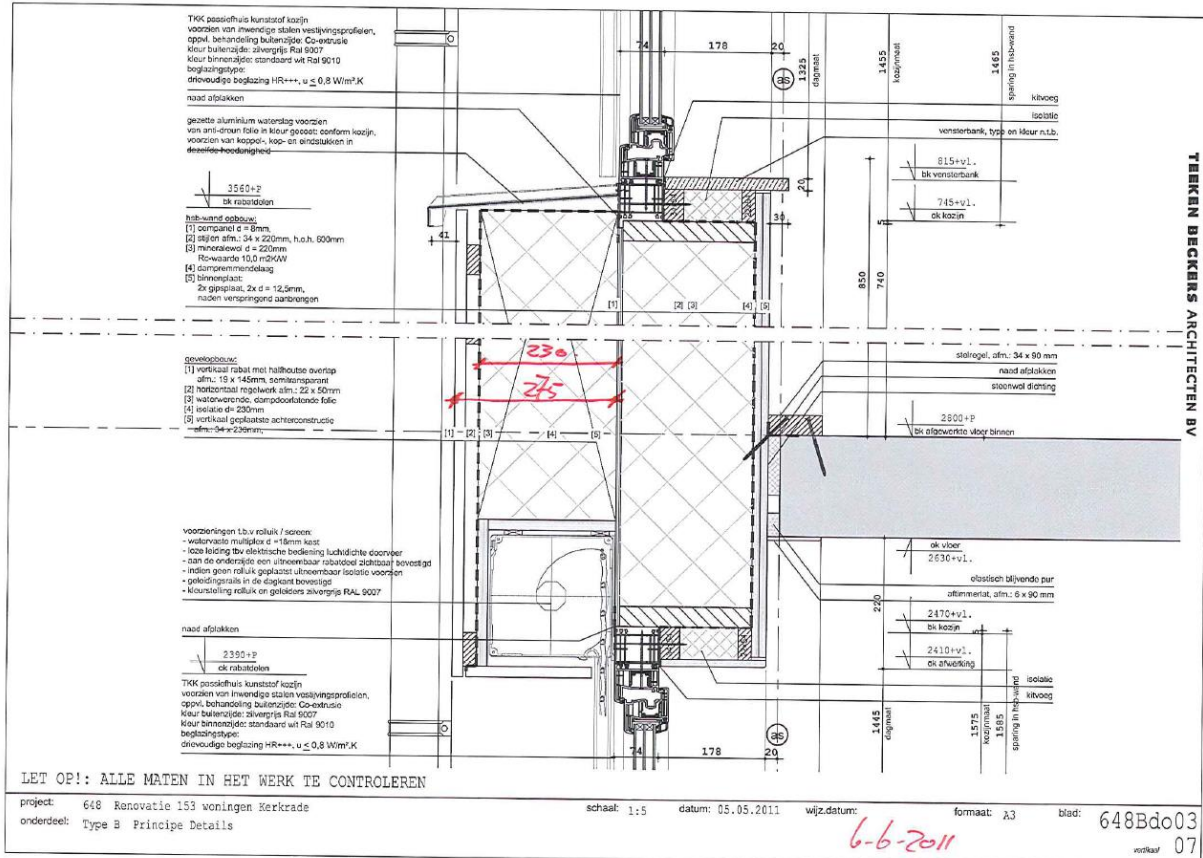 TKK passiefhuis kunststof kozijn
voorzien van inwendige stalen vestijvingsprofielen,
oppvl. behandeling buitenzijde: Co-extrusie
kleur buitenzijde: zilvergrijs Ral 9007
kleur binnenzijde: standaard wit Ral 9010
beglazingstype:
drievoudige beglazing HR+++, u ≤ 0,8 W/m².K
naad afplakken
gezette aluminium waterslag voorzien
van anti-dreun folie in kleur gecoat: conform kozijn,
voorzien van koppel-, kop- en eindstukken in
dezelfde hoedanigheid
3560+P
bk rabatdelen
hsb-wand opbouw:
[1] compānel d = 8mm,
[2] stijlen afm.: 34 x 220mm, h.o.h. 600mm
[3] mineralewol d = 220mm
Rc-waarde 10,0 m2K/W
[4] dampremmendelaag
[5] binnenplaat:
2x gipsplaat, 2x d = 12,5mm,
naden verspringend aanbrengen
gevelopbouw:
[1] vertikaal rabat met halfhoutse overlap
afm.: 19 x 145mm, semitransparant
[2] horizontaal regelwerk afm.: 22 x 50mm
[3] waterwerende, dampdoorlatende folie
[4] isolatie d= 230mm
[5] vertikaal geplaatste achterconstructie
afm.: 34 x 230mm,
voorzieningen t.b.v rolluik / screen:
- watervaste multiplex d =18mm kast
- loze leiding tbv elektrische bediening luchtdichte doorvoer
- aan de onderzijde een uitneembaar rabatdeel zichtbaar bevestigd
- indien geen rolluik geplaatst uitneembaar isolatie voorzien
- geleidingsrails in de dagkant bevestigd
- kleurstelling rolluik en geleiders zilvergrijs RAL 9007
naad afplakken
2390+P
ok rabatdelen
TKK passiefhuis kunststof kozijn
voorzien van inwendige stalen vestijvingsprofielen,
oppvl. behandeling buitenzijde: Co-extrusie
kleur buitenzijde: zilvergrijs Ral 9007
kleur binnenzijde: standaard wit Ral 9010
beglazingstype:
drievoudige beglazing HR+++, u ≤ 0,8 W/m².K
74
178
20
as
1325
dagmaat
1455
kozijnmaat
1465
sparing in hsb-wand
kitvoeg
isolatie
vensterbank, type en kleur n.t.b.
20
815+vl.
bk vensterbank
745+vl.
ok kozijn
41
30
5
850
740
[1] [2] [3] [4] [5]
230
275
[1] [2] [3] [4] [5]
stelregel, afm.: 34 x 90 mm
naad afplakken
steenwol dichting
2800+P
bk afgewerkte vloer binnen
ok vloer
2630+vl.
elastisch blijvende pur
aftimmerlat, afm.: 6 x 90 mm
220
2470+vl.
bk kozijn
5
2410+vl.
ok afwerking
isolatie
kitvoeg
1445
dagmaat
1575
kozijnmaat
1585
sparing in hsb-wand
as
74
178
20
TEEKEN BECKERS ARCHITECTEN BV
LET OP!: ALLE MATEN IN HET WERK TE CONTROLEREN
project: 648 Renovatie 153 woningen Kerkrade
schaal: 1:5 datum: 05.05.2011 wijz.datum: 6-6-2011 formaat: A3 blad: 648Bdo03
onderdeel: Type B Principe Details
vertikaal 07